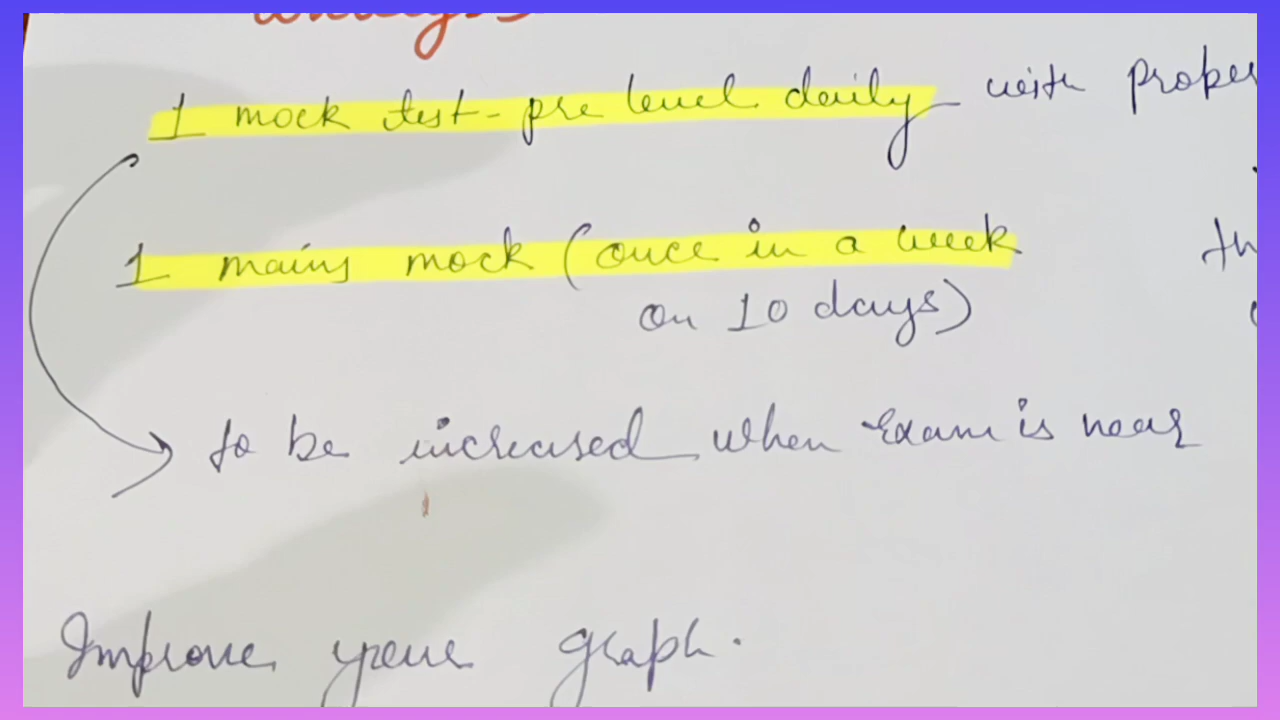 analysis
1 mock test - pre level daily - with proper
1 mains mock (once in a week
on 10 days)
to be increased when Exam is near
Improve your graph.